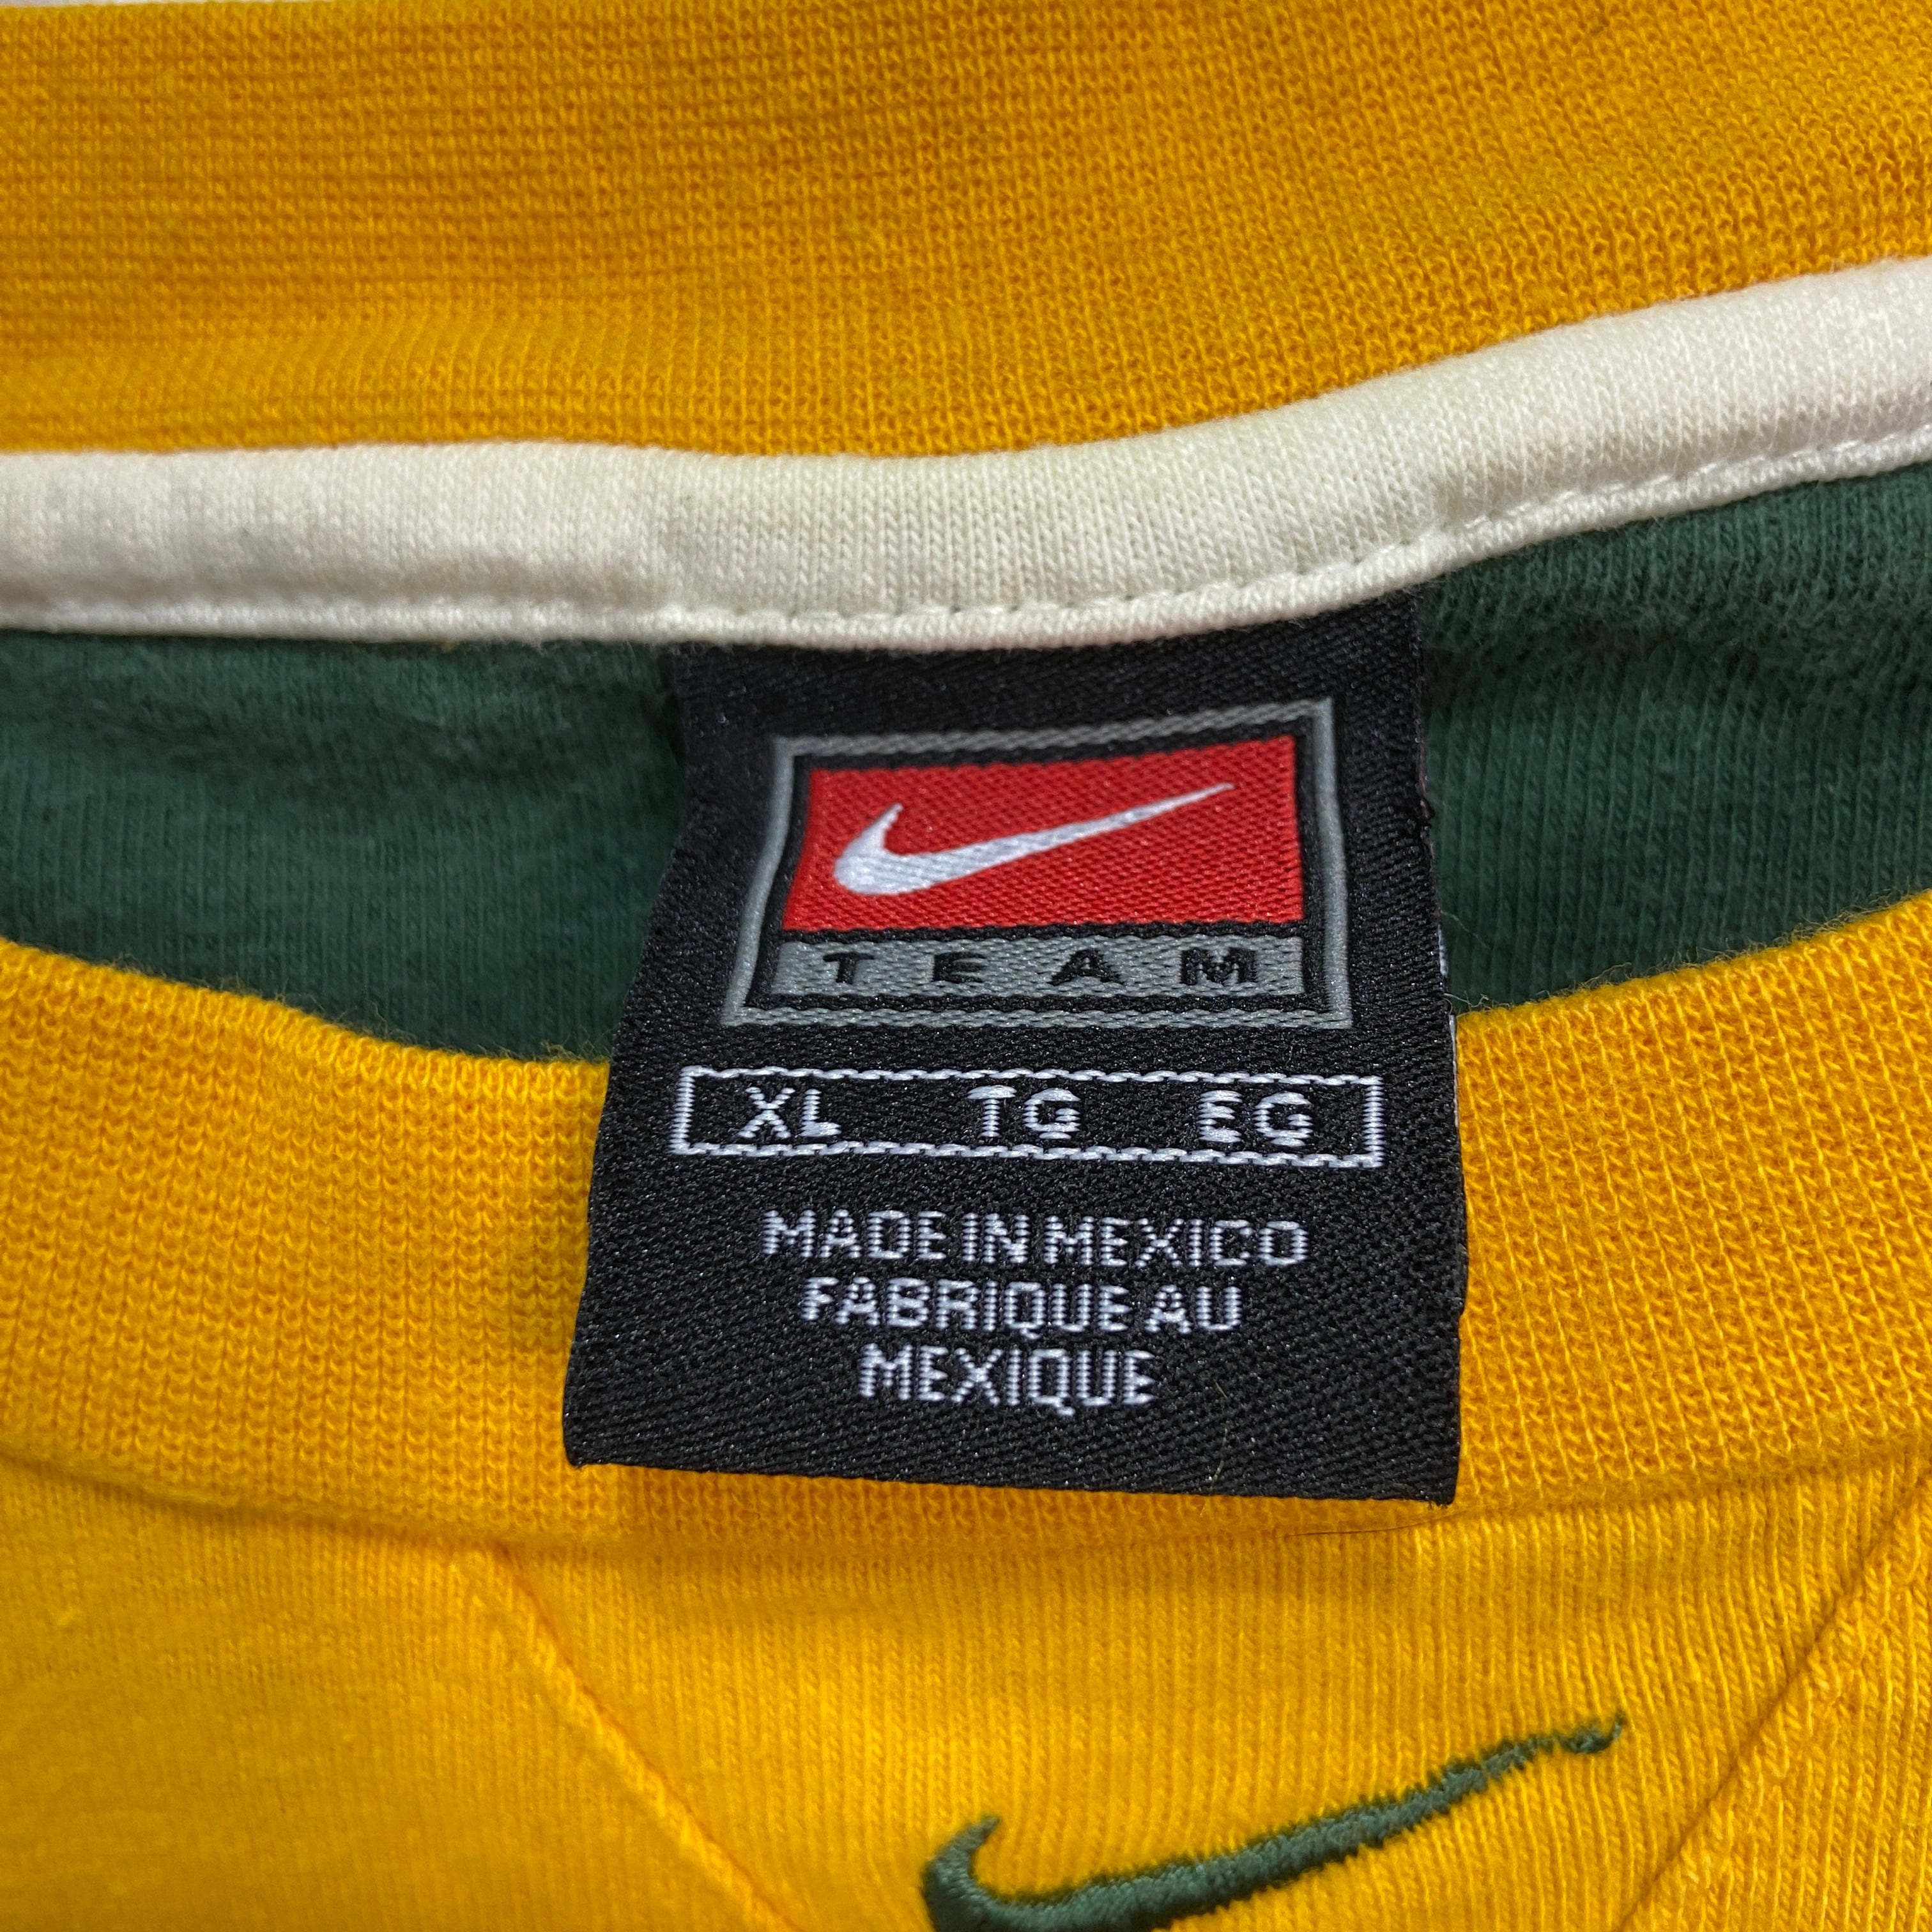 TEAM
XL TG EG
MADE IN MEXICO
FABRIQUE AU
MEXIQUE